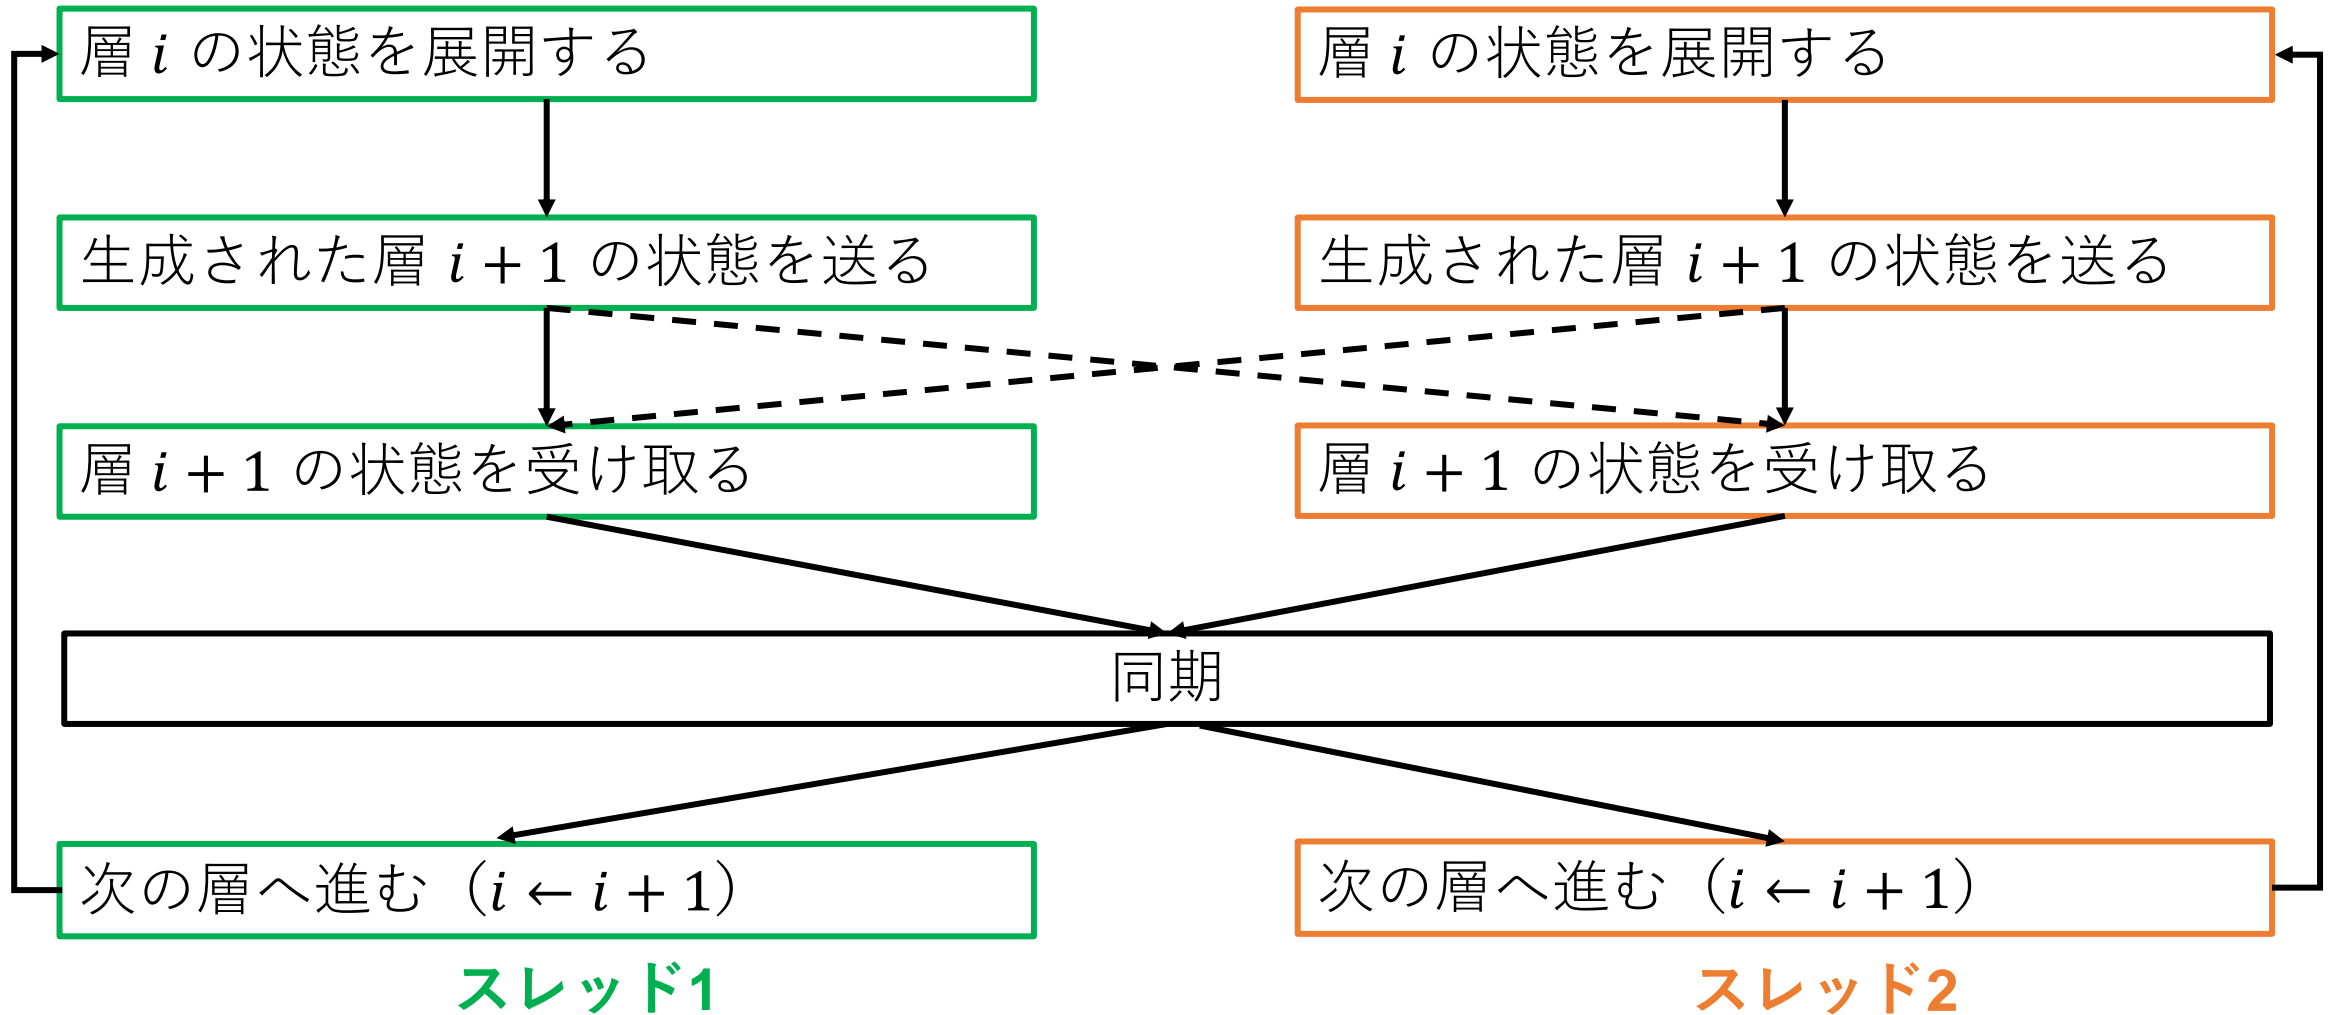 層 i の状態を展開する
生成された層 i + 1 の状態を送る
層 i + 1 の状態を受け取る
層 i の状態を展開する
生成された層 i + 1 の状態を送る
層 i + 1 の状態を受け取る
同期
次の層へ進む（i ← i + 1）
スレッド1
次の層へ進む（i ← i + 1）
スレッド2